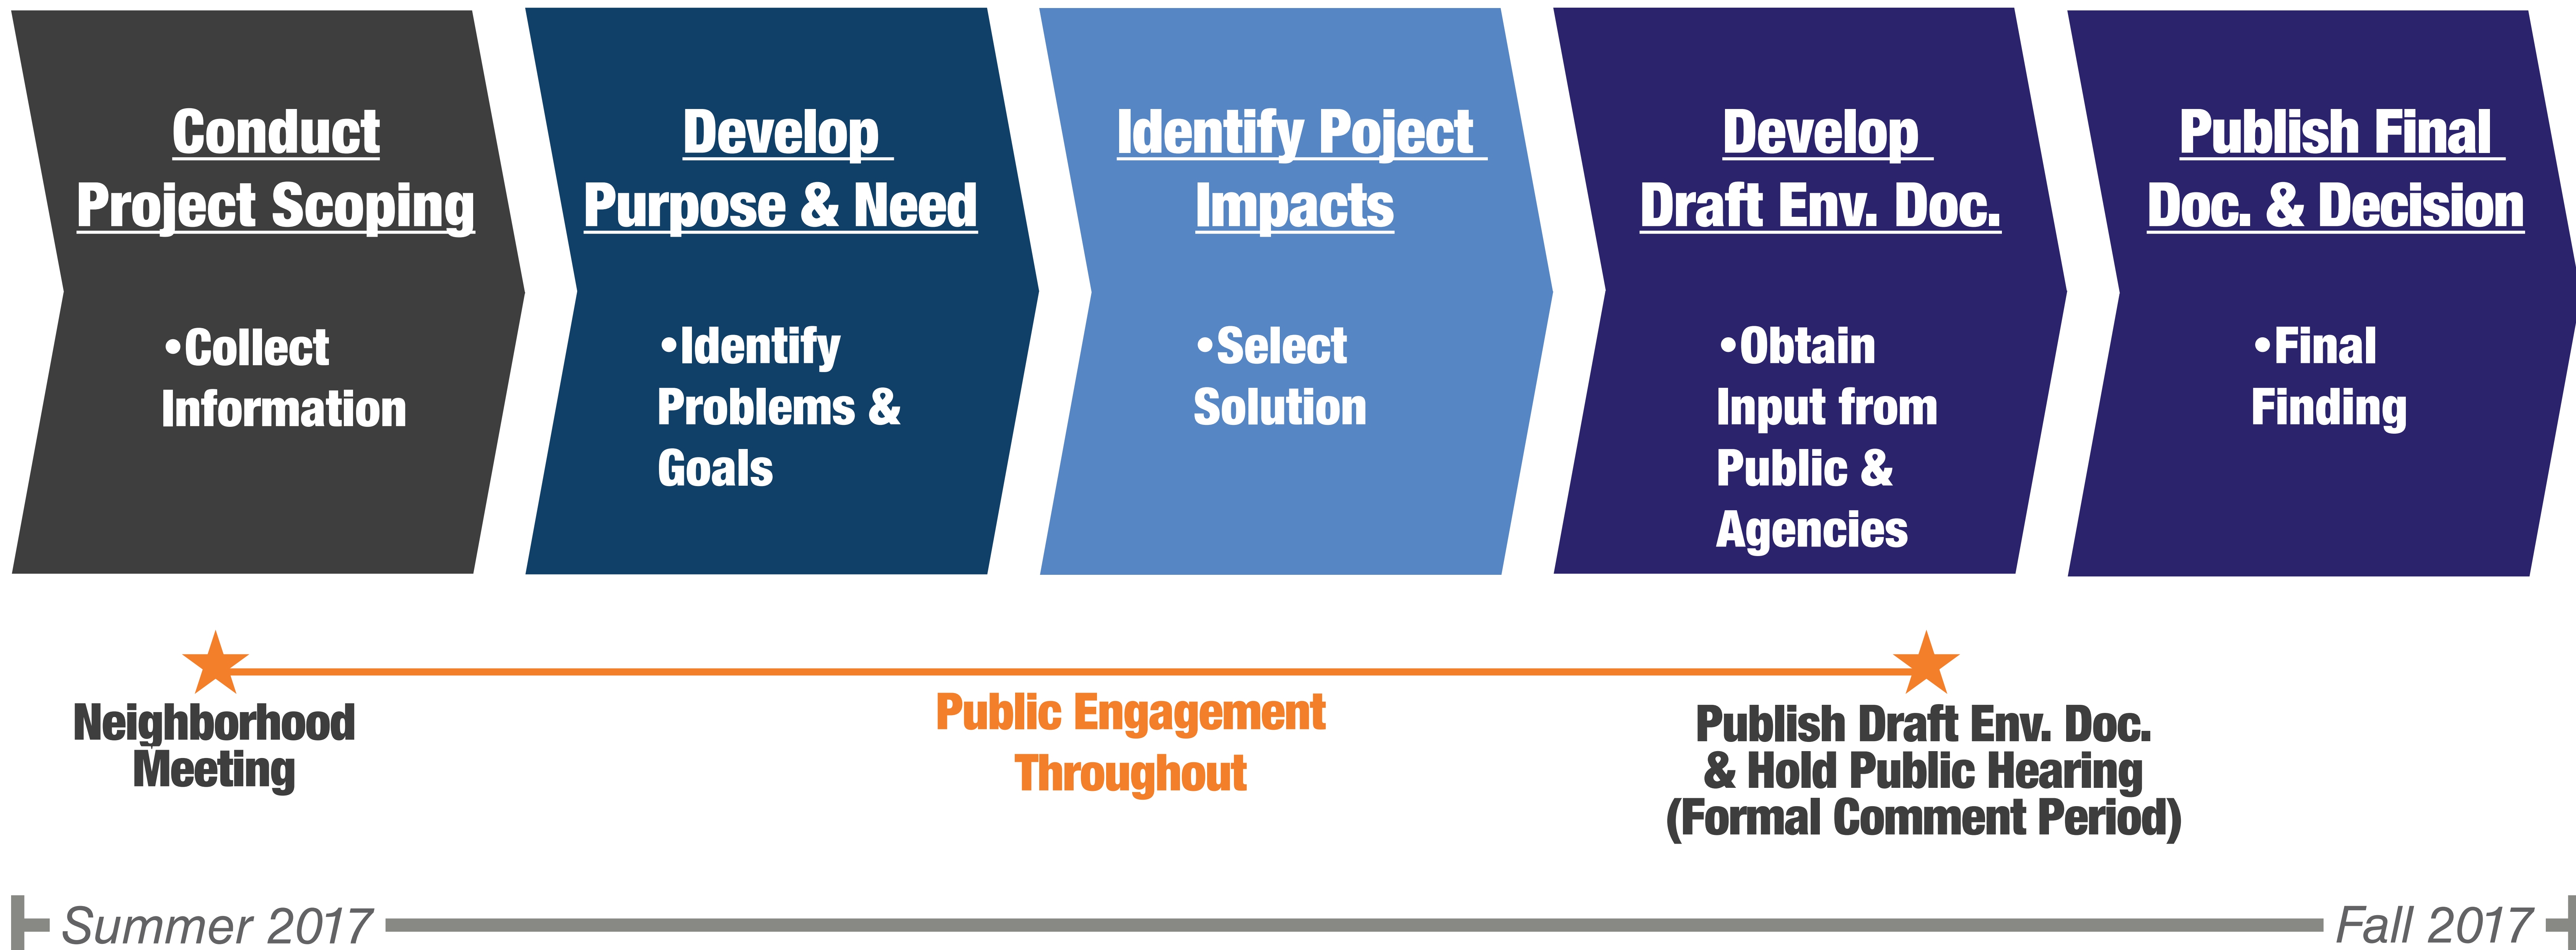 Conduct
Project Scoping
•Collect
Information
Develop
Purpose & Need
•Identify
Problems &
Goals
Identify Poject
Impacts
•Select
Solution
Develop
Draft Env. Doc.
•Obtain
Input from
Public &
Agencies
Publish Final
Doc. & Decision
•Final
Finding
Neighborhood
Meeting
Public Engagement
Throughout
Publish Draft Env. Doc.
& Hold Public Hearing
(Formal Comment Period)
Summer 2017
Fall 2017